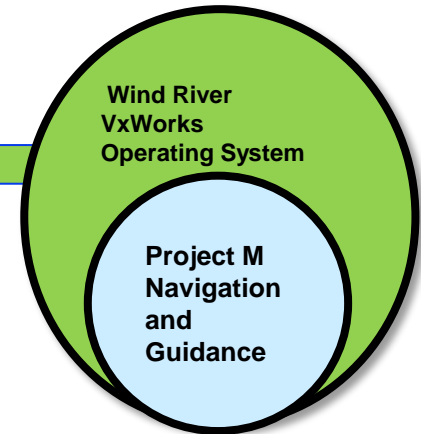 Wind River
VxWorks
Operating System
Project M
Navigation
and
Guidance